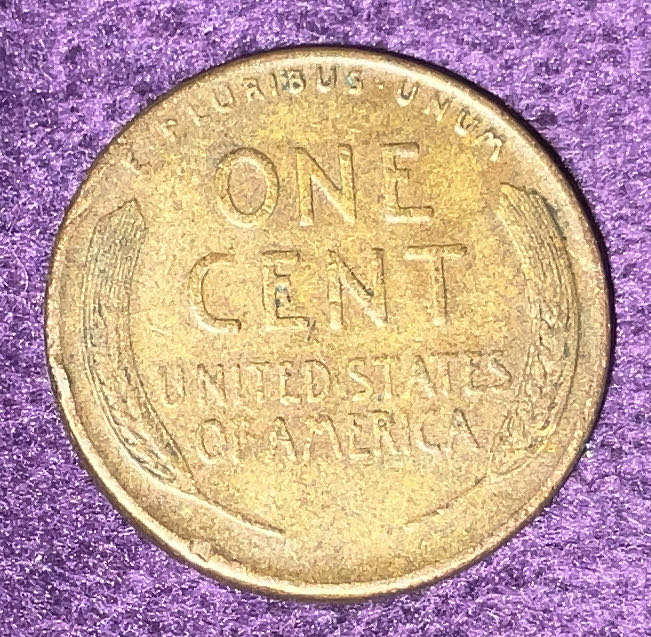 E · PLURIBUS · UNUM
ONE
CENT
UNITED STATES
OF AMERICA